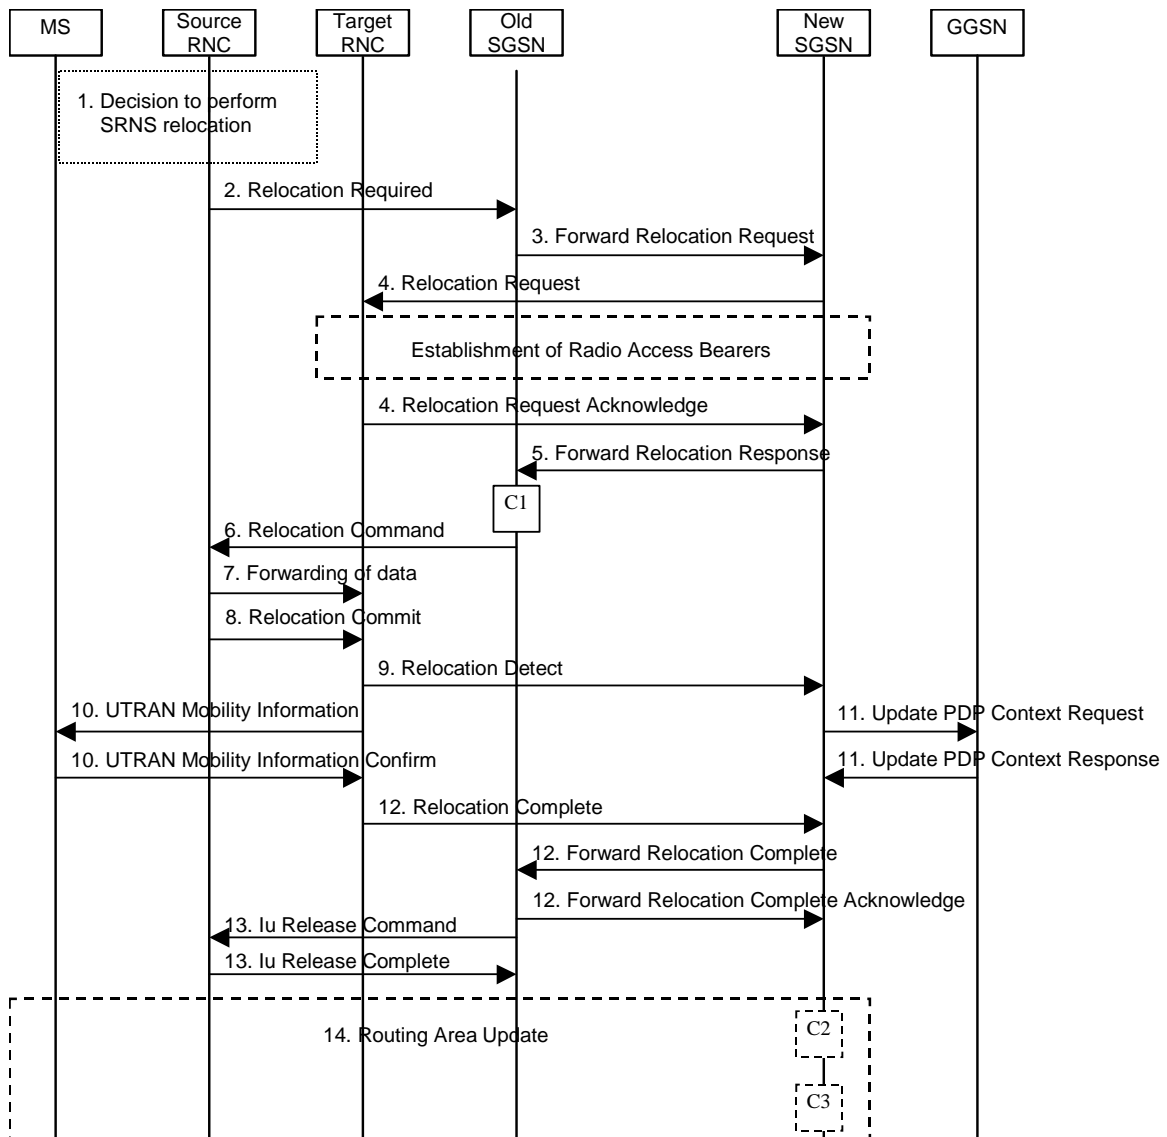 MS
Source
RNC
Target
RNC
Old
SGSN
New
SGSN
GGSN
1. Decision to perform
SRNS relocation
2. Relocation Required
3. Forward Relocation Request
4. Relocation Request
Establishment of Radio Access Bearers
4. Relocation Request Acknowledge
5. Forward Relocation Response
C1
6. Relocation Command
7. Forwarding of data
8. Relocation Commit
9. Relocation Detect
10. UTRAN Mobility Information
11. Update PDP Context Request
10. UTRAN Mobility Information Confirm
11. Update PDP Context Response
12. Relocation Complete
12. Forward Relocation Complete
12. Forward Relocation Complete Acknowledge
13. Iu Release Command
13. Iu Release Complete
14. Routing Area Update
C2
C3